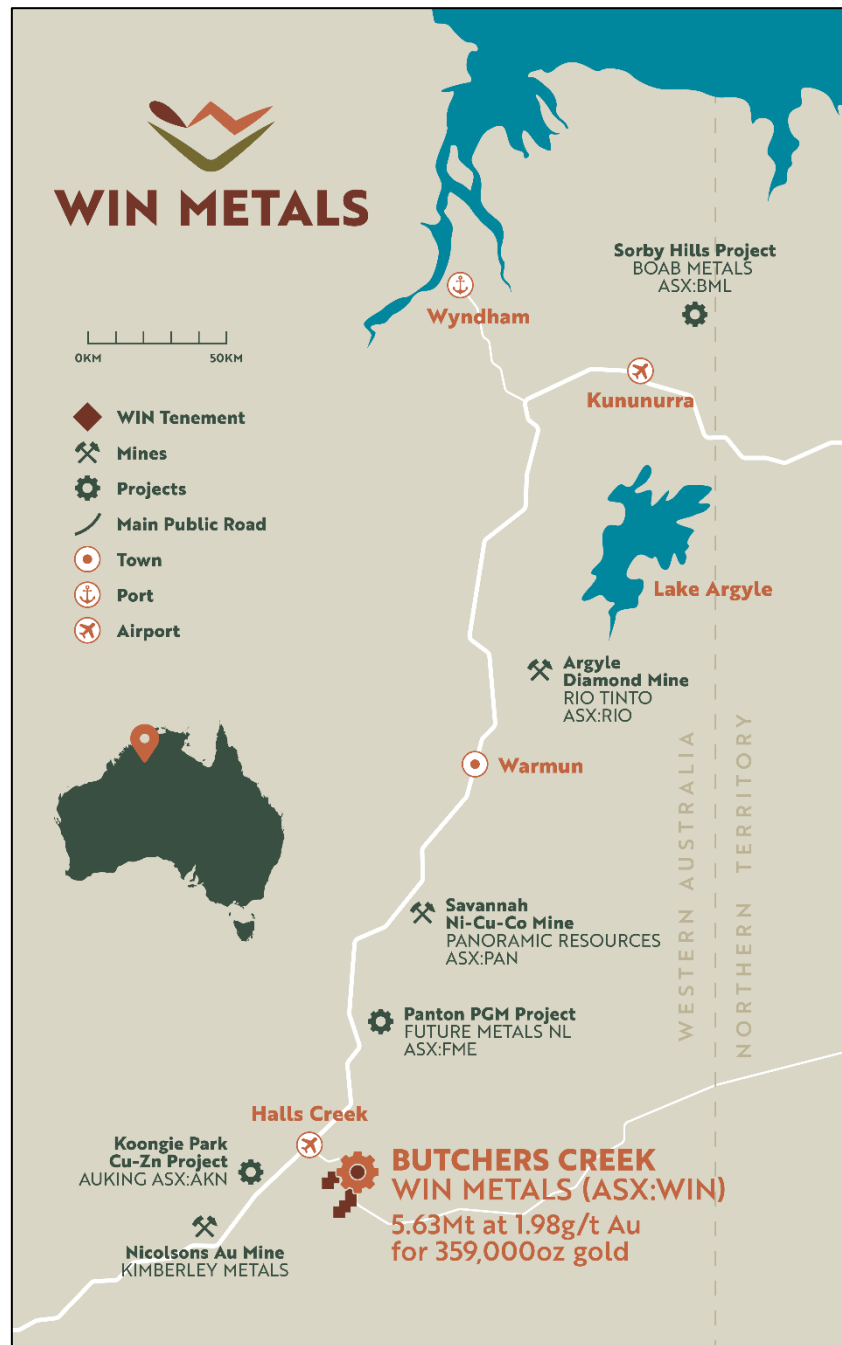 WIN METALS
Sorby Hills Project
BOAB METALS
ASX:BML
Wyndham
0KM 50KM
Kununurra
WIN Tenement
Mines
Projects
Main Public Road
Town
Port
Airport
Lake Argyle
Argyle
Diamond Mine
RIO TINTO
ASX:RIO
WESTERN AUSTRALIA
NORTHERN TERRITORY
Warmun
Savannah
Ni-Cu-Co Mine
PANORAMIC RESOURCES
ASX:PAN
Panton PGM Project
FUTURE METALS NL
ASX:FME
Halls Creek
Koongie Park
Cu-Zn Project
AUKING ASX:AKN
BUTCHERS CREEK
WIN METALS (ASX:WIN)
5.63Mt at 1.98g/t Au
for 359,000oz gold
Nicolsons Au Mine
KIMBERLEY METALS